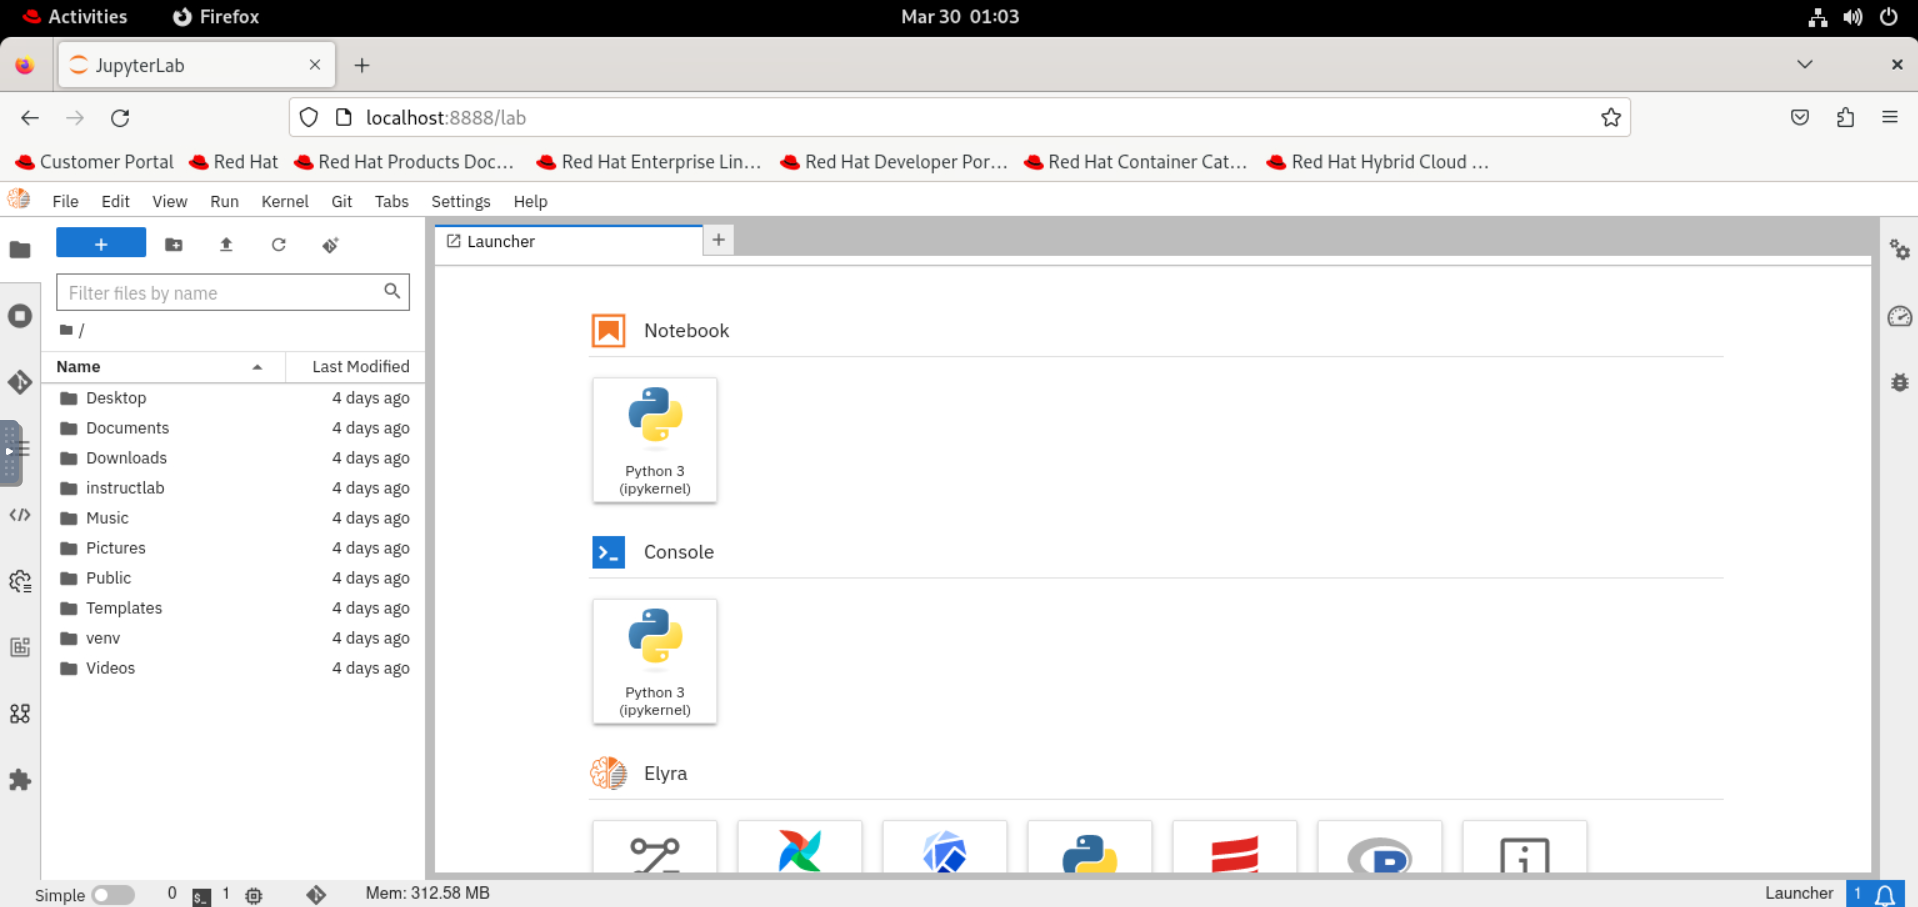 Activities Firefox Mar 30 01:03
JupyterLab
localhost:8888/lab
Customer Portal Red Hat Red Hat Products Doc... Red Hat Enterprise Lin... Red Hat Developer Por... Red Hat Container Cat... Red Hat Hybrid Cloud ...
File Edit View Run Kernel Git Tabs Settings Help
Launcher
Filter files by name
/
Name Last Modified
Desktop 4 days ago
Documents 4 days ago
Downloads 4 days ago
instructlab 4 days ago
Music 4 days ago
Pictures 4 days ago
Public 4 days ago
Templates 4 days ago
venv 4 days ago
Videos 4 days ago
Notebook
Python 3
(ipykernel)
Console
Python 3
(ipykernel)
Elyra
Simple 0 $_ 1 Mem: 312.58 MB Launcher 1